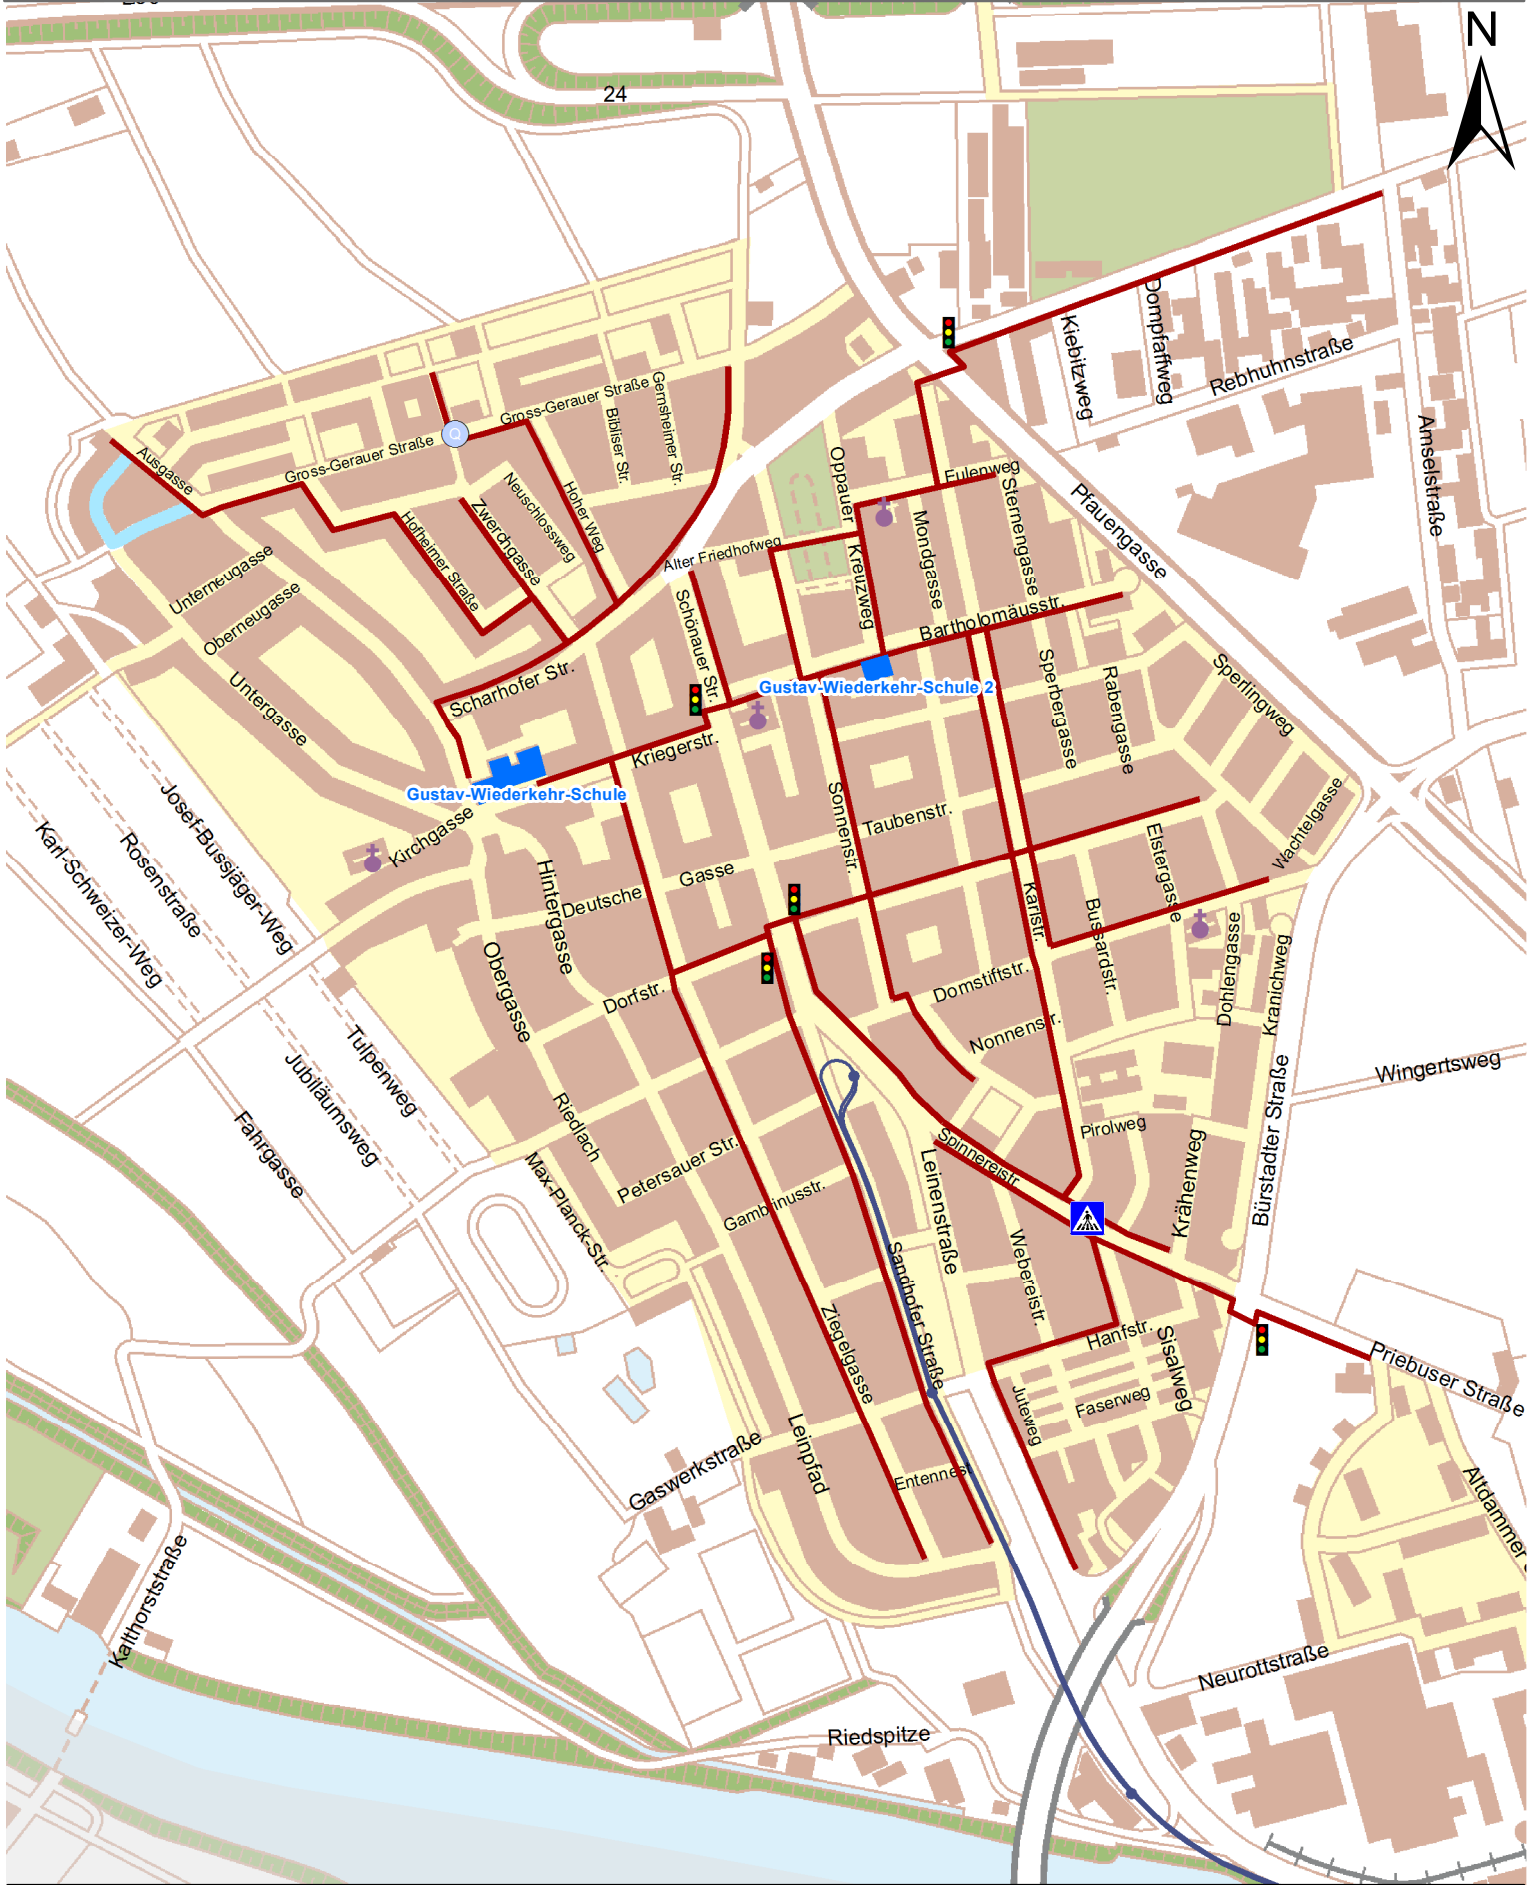 N
24
Kiebitzweg
Dompfaffweg
Rebhuhnstraße
Amselstraße
Gross-Gerauer Straße
Gernsheimer Str.
Bibliser Str.
Gross-Gerauer Straße
Ausgasse
Oppauer
Kreuzweg
Eulenweg
Sternengasse
Pfauengasse
Neuschlossweg
Hoher Weg
Zwerchgasse
Hofheimer Straße
Alter Friedhofweg
Mondgasse
Unterneugasse
Oberneugasse
Schönauer Str.
Bartholomäusstr.
Untergasse
Scharhofer Str.
Gustav-Wiederkehr-Schule 2
Sperbergasse
Rabengasse
Sperlingweg
Kriegerstr.
Gustav-Wiederkehr-Schule
Josef-Bussjäger-Weg
Rosenstraße
Karl-Schweizer-Weg
Kirchgasse
Sonnenstr.
Taubenstr.
Elstergasse
Wachtelgasse
Hintergasse
Deutsche
Gasse
Karlstr.
Bussardstr.
Dohlengasse
Kranichweg
Obergasse
Dorfstr.
Domstiftstr.
Nonnenstr.
Tulpenweg
Jubiläumsweg
Fahrgasse
Wingertsweg
Riedlach
Max-Planck-Str.
Petersauer Str.
Gambrinusstr.
Spinnereistr.
Leinenstraße
Webereistr.
Pirolweg
Krähenweg
Bürstadter Straße
Sandhofer Straße
Ziegelgasse
Hanfstr.
Sisalweg
Juteweg
Faserweg
Priebuser Straße
Altdammer
Leinpfad
Gaswerkstraße
Kalthorststraße
Neurottstraße
Riedspitze